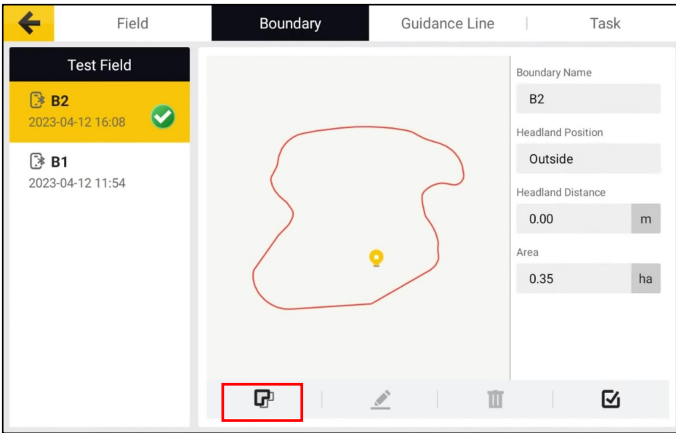 Field
Boundary
Guidance Line
Task
Test Field
B2
2023-04-12 16:08
B1
2023-04-12 11:54
Boundary Name
B2
Headland Position
Outside
Headland Distance
0.00 m
Area
0.35 ha